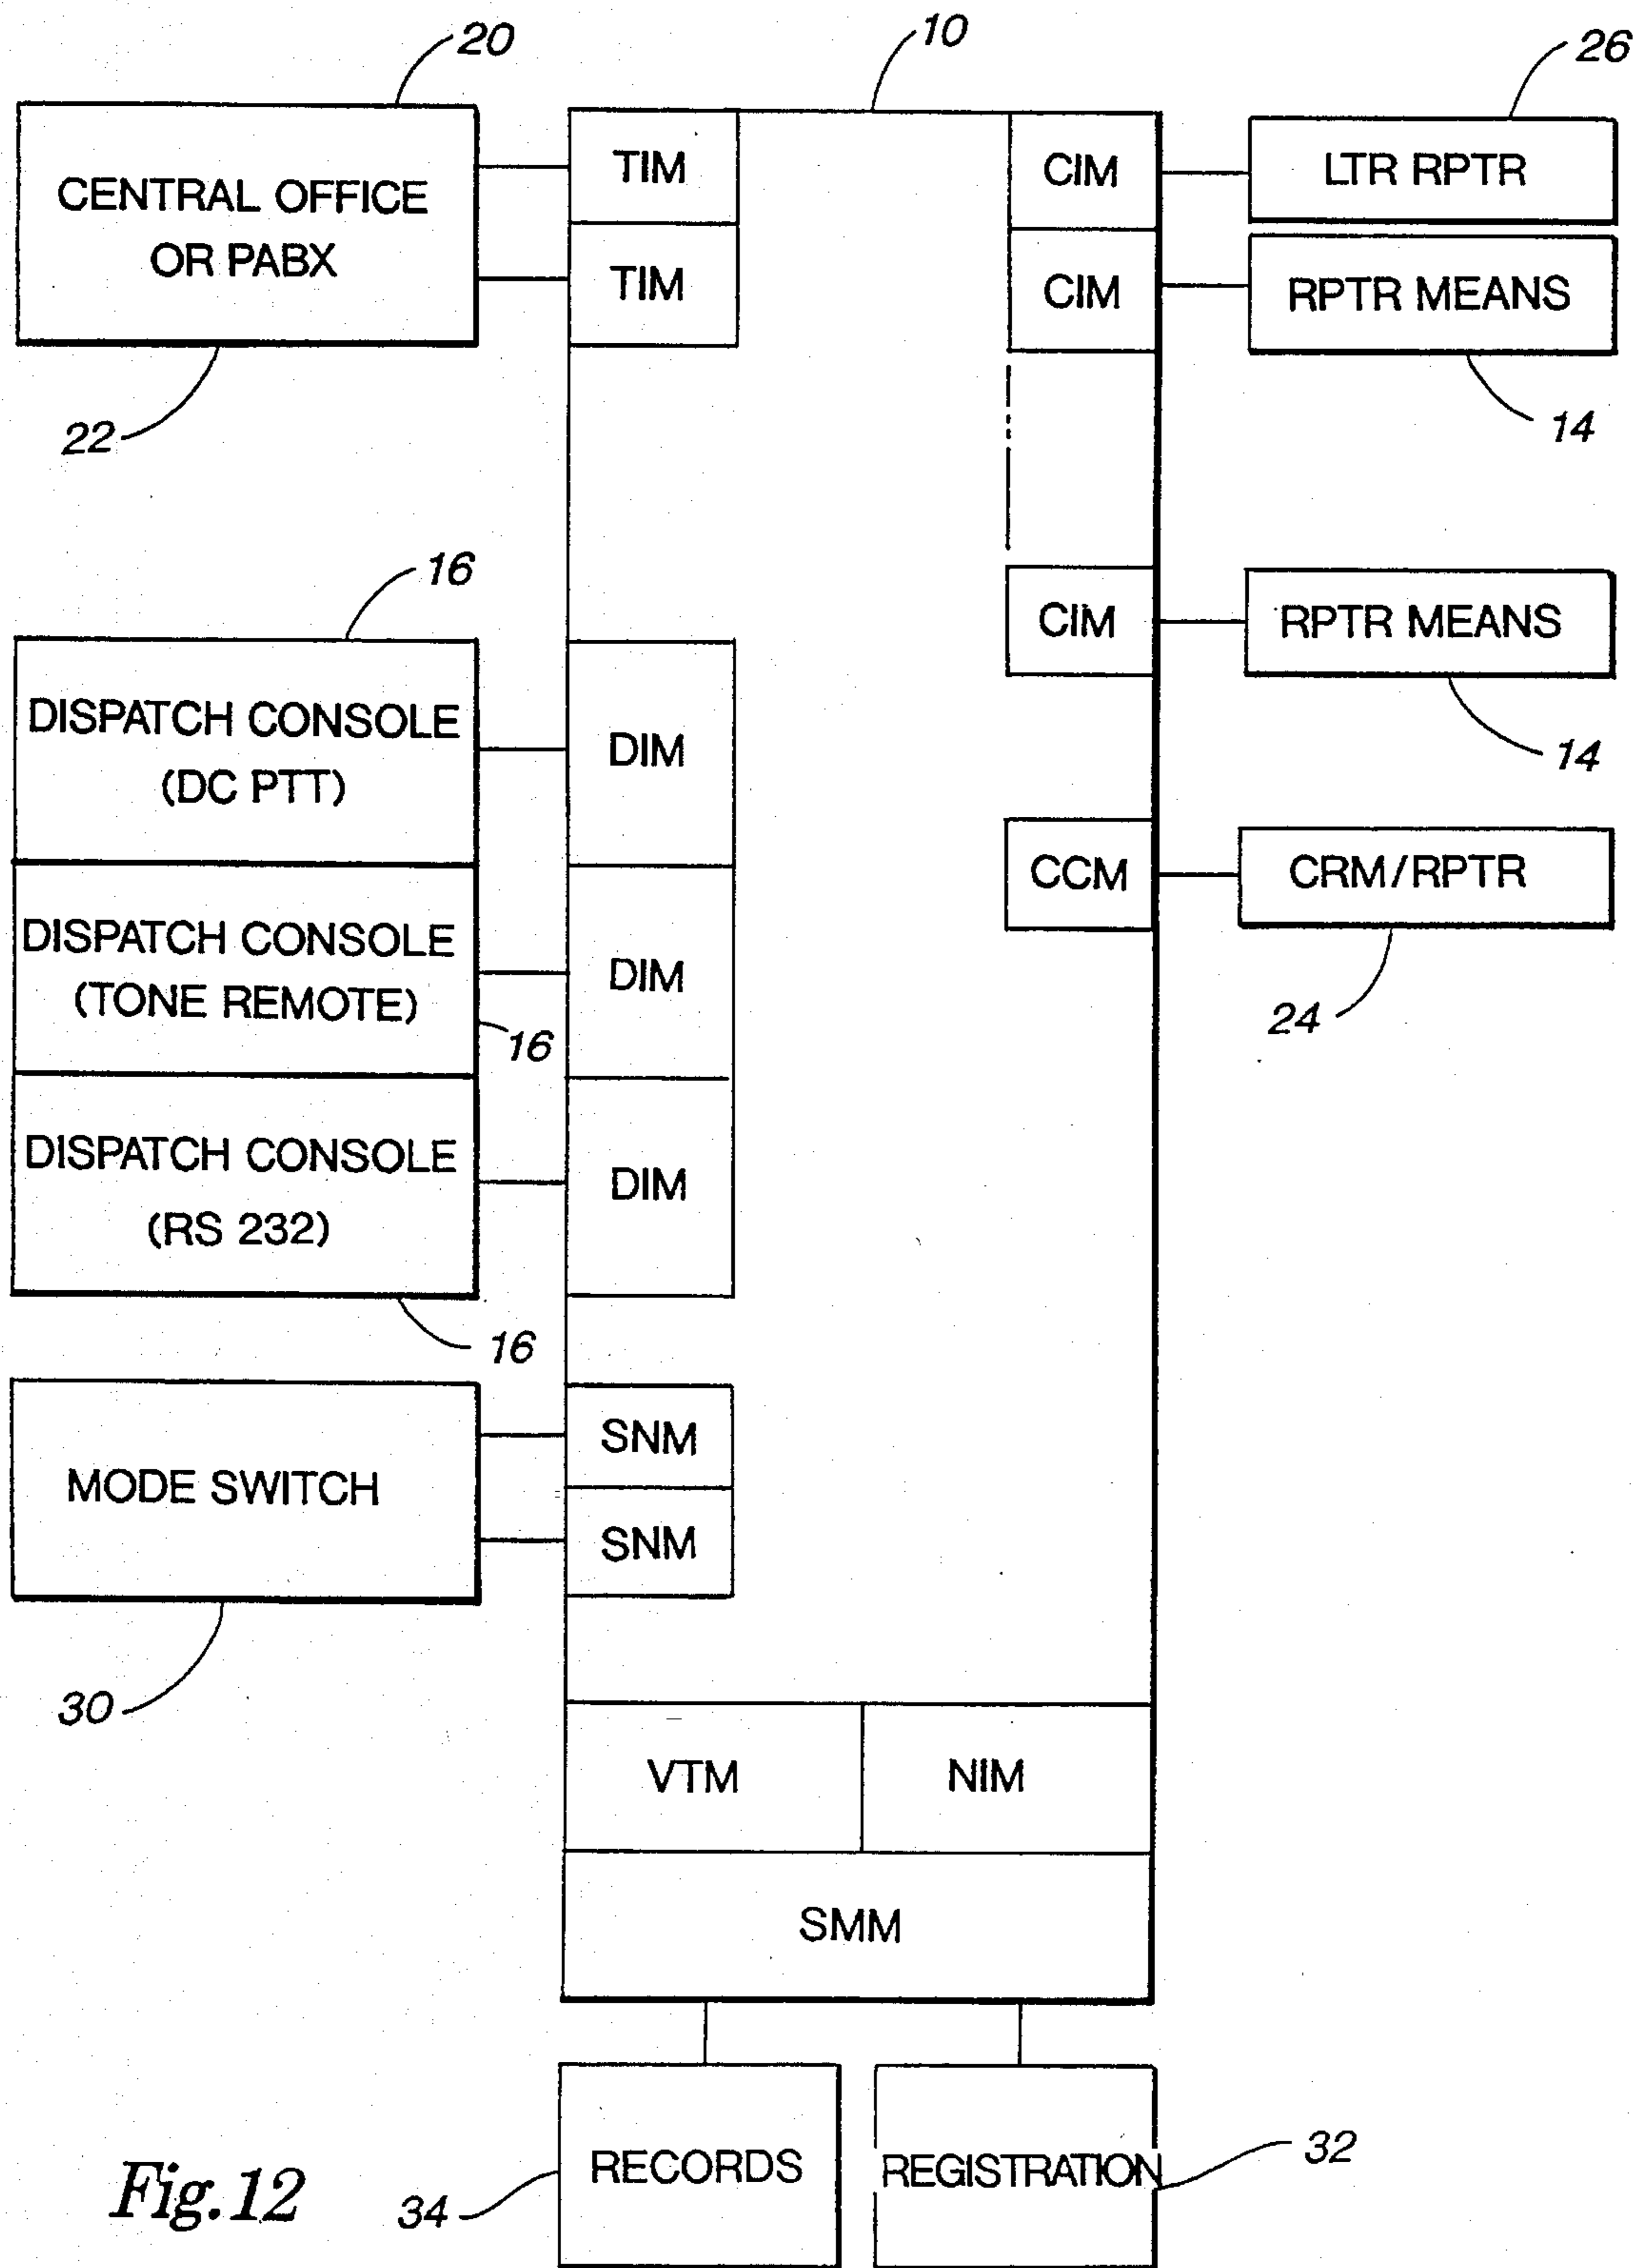 20
10
26
CENTRAL OFFICE
OR PABX
TIM
TIM
CIM
LTR RPTR
CIM
RPTR MEANS
22
14
16
CIM
RPTR MEANS
DISPATCH CONSOLE
(DC PTT)
DIM
14
CCM
CRM/RPTR
DISPATCH CONSOLE
(TONE REMOTE)
DIM
16
24
DISPATCH CONSOLE
(RS 232)
DIM
16
MODE SWITCH
SNM
SNM
30
VTM
NIM
SMM
RECORDS
REGISTRATION
32
34
Fig.12